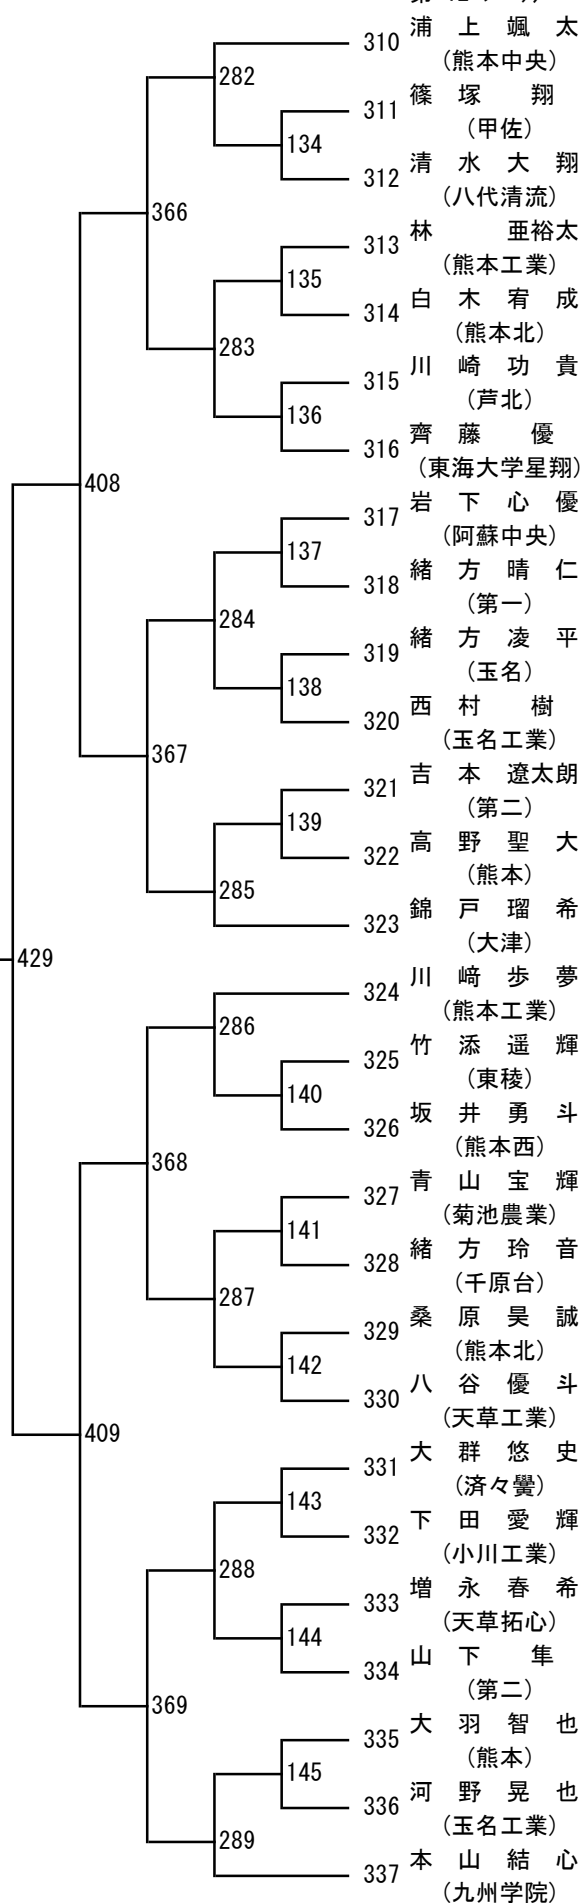 310 浦上颯太
(熊本中央)
282
311 篠塚翔
(甲佐)
134
312 清水大翔
(八代清流)
366
313 林亜裕太
(熊本工業)
135
314 白木宥成
(熊本北)
283
315 川崎功貴
(芦北)
136
316 齊藤優
(東海大学星翔)
408
317 岩下心優
(阿蘇中央)
137
318 緒方晴仁
(第一)
284
319 緒方凌平
(玉名)
138
320 西村樹
(玉名工業)
367
321 吉本遼太朗
(第二)
139
322 高野聖大
(熊本)
285
323 錦戸瑠希
(大津)
429
324 川﨑歩夢
(熊本工業)
286
325 竹添遥輝
(東稜)
140
326 坂井勇斗
(熊本西)
368
327 青山宝輝
(菊池農業)
141
328 緒方玲音
(千原台)
287
329 桑原昊誠
(熊本北)
142
330 八谷優斗
(天草工業)
409
331 大群悠史
(済々黌)
143
332 下田愛輝
(小川工業)
288
333 増永春希
(天草拓心)
144
334 山下隼
(第二)
369
335 大羽智也
(熊本)
145
336 河野晃也
(玉名工業)
289
337 本山結心
(九州学院)